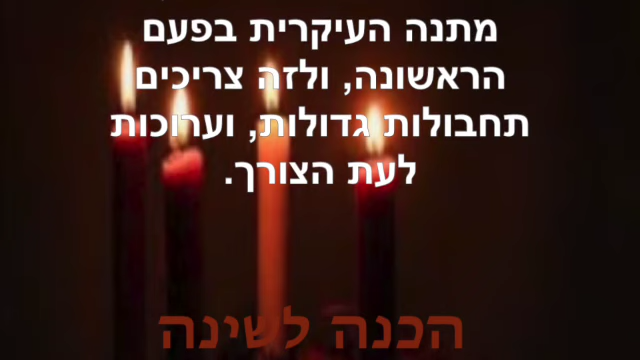 מתנה העיקרית בפעם
הראשונה, ולזה צריכים
תחבולות גדולות, וערוכות
לעת הצורך.
הכנה לשינה